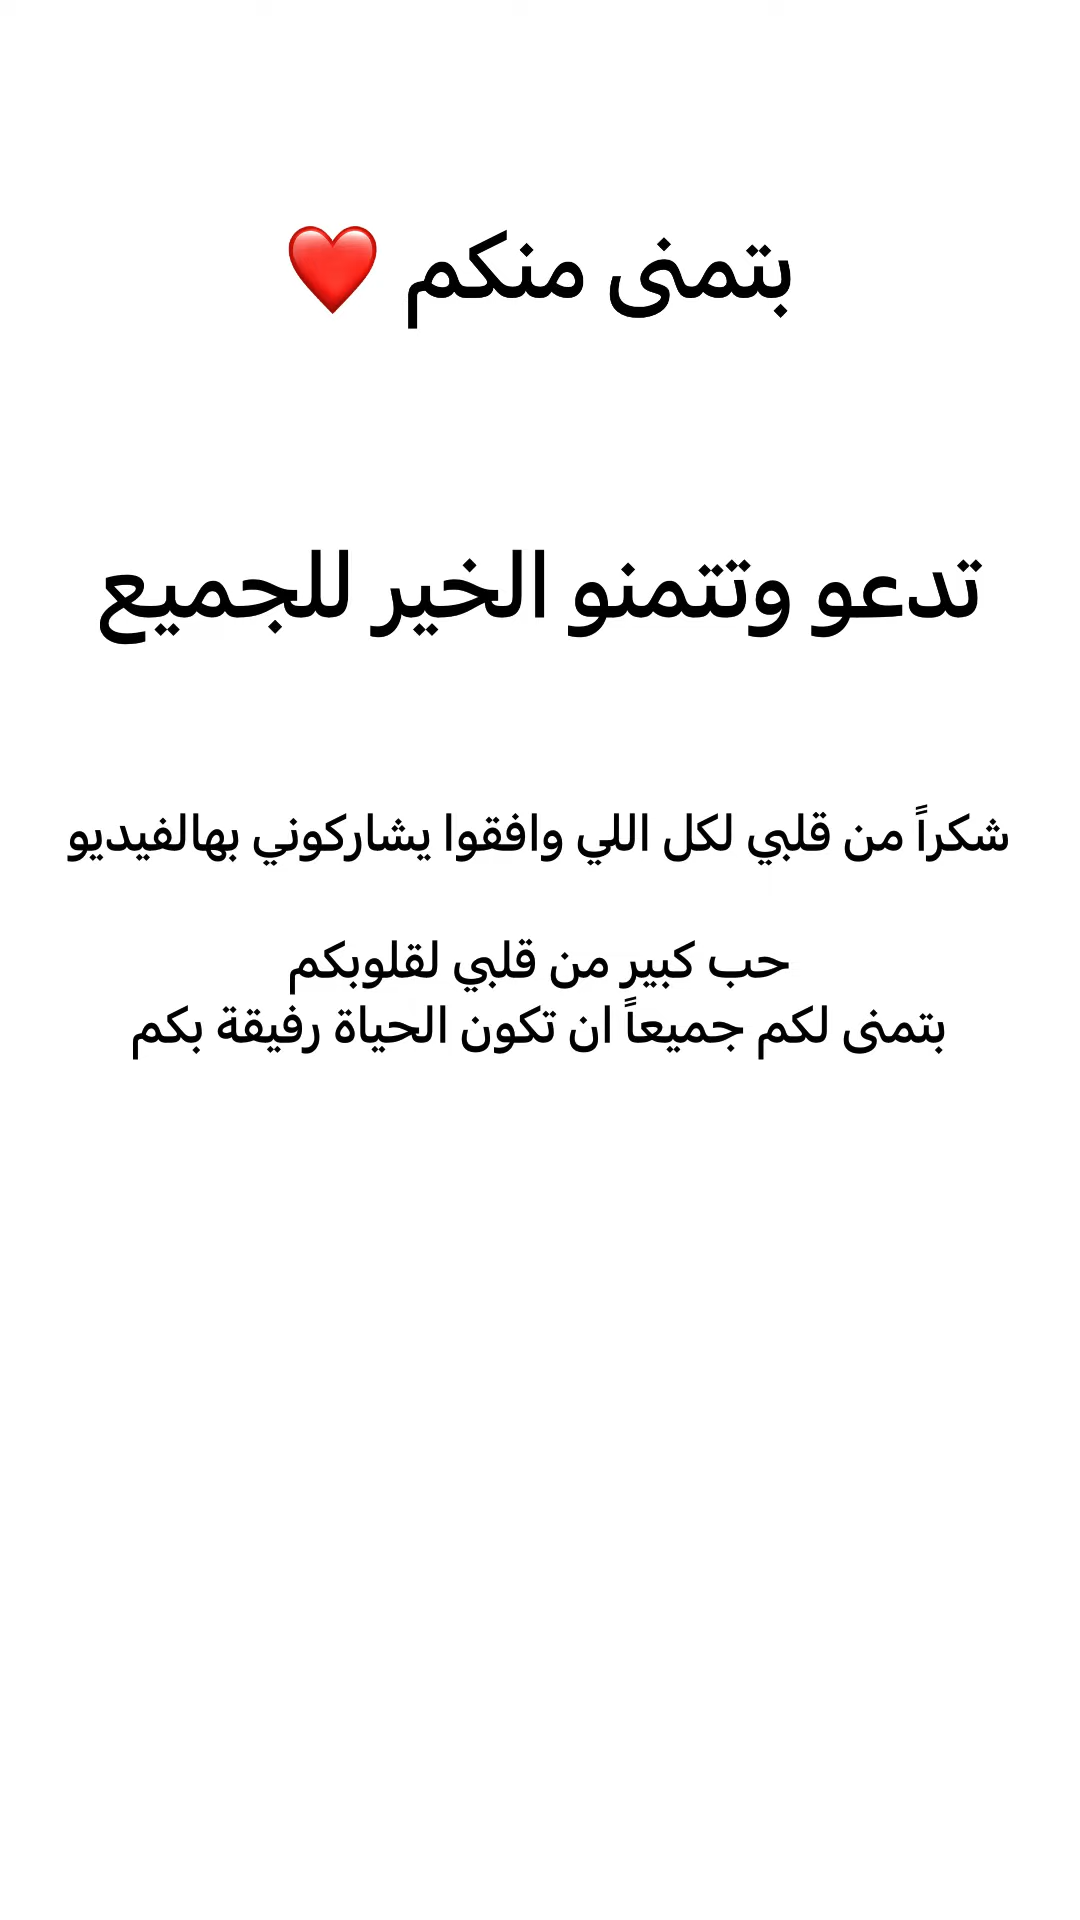 بتمنى منكم ❤️
تدعو وتتمنو الخير للجميع
شكراً من قلبي لكل اللي وافقوا يشاركوني بهالفيديو
حب كبير من قلبي لقلوبكم
بتمنى لكم جميعاً ان تكون الحياة رفيقة بكم